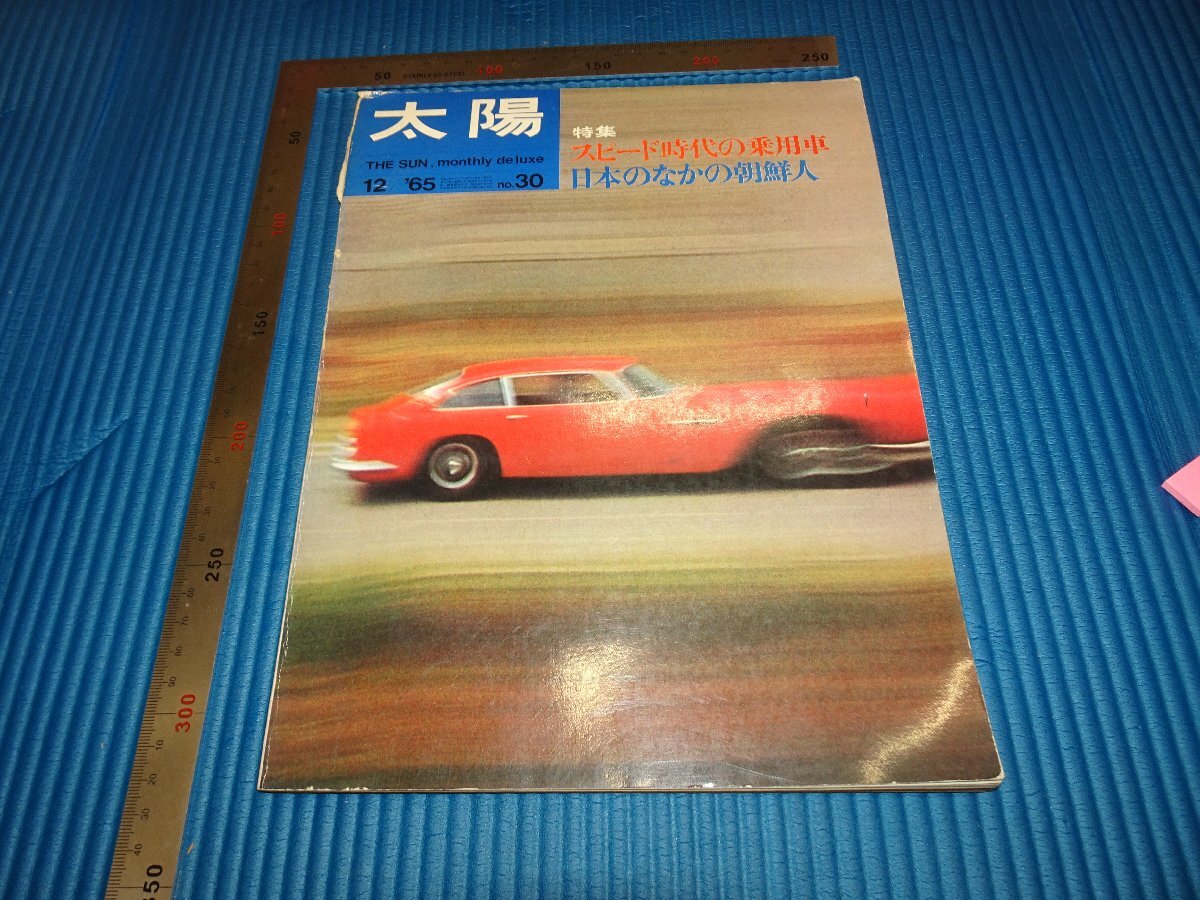 50 STAINLESS STEEL 100 150 200 250
太陽
THE SUN, monthly de luxe
12 '65 no.30
特集
スピード時代の乗用車
日本のなかの朝鮮人
50
100
150
200
250
300
350